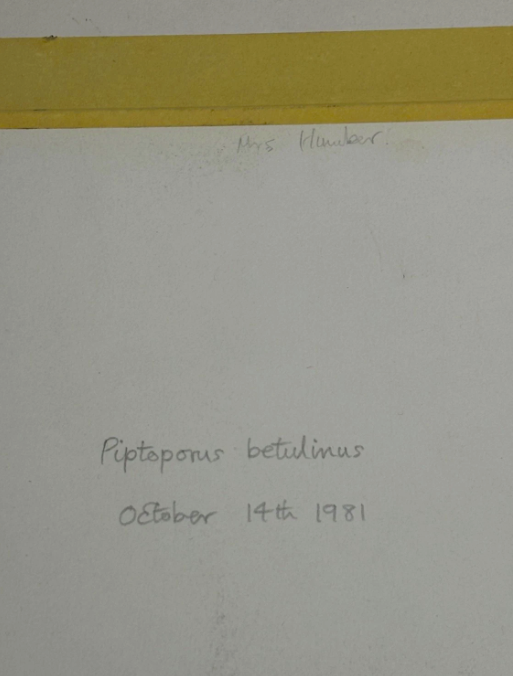 Mrs Humber
Piptoporus betulinus
October 14th 1981